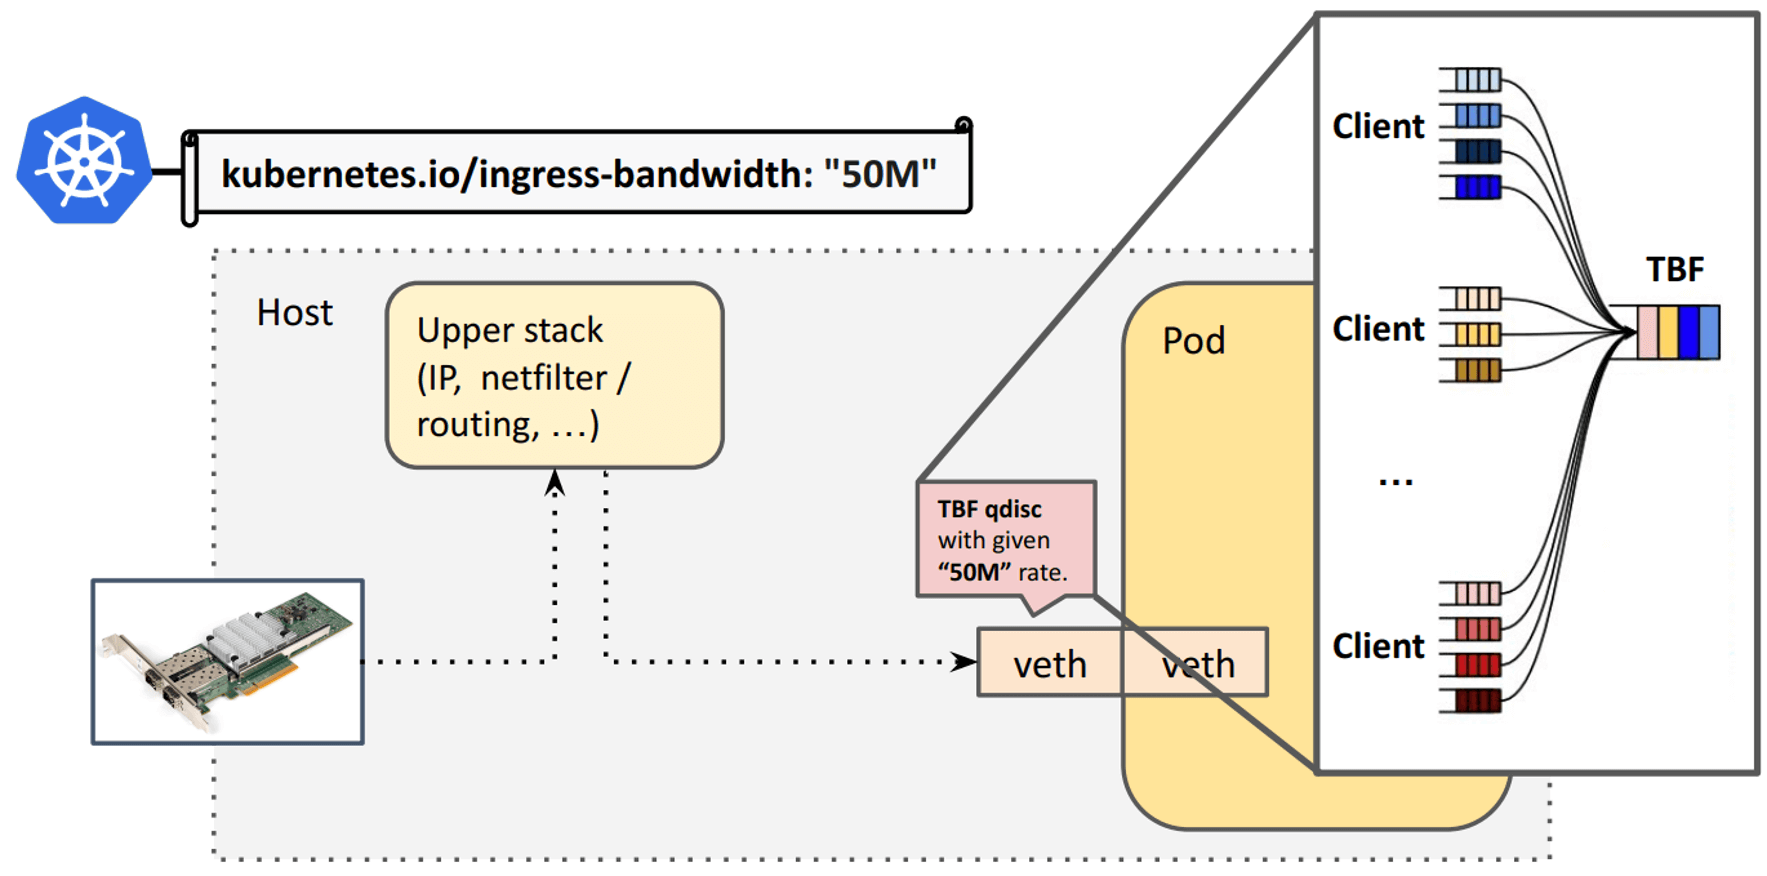 kubernetes.io/ingress-bandwidth: "50M"
Host
Upper stack
(IP, netfilter /
routing, ...)
Pod
TBF qdisc
with given
“50M” rate.
veth
veth
Client
Client
...
Client
TBF